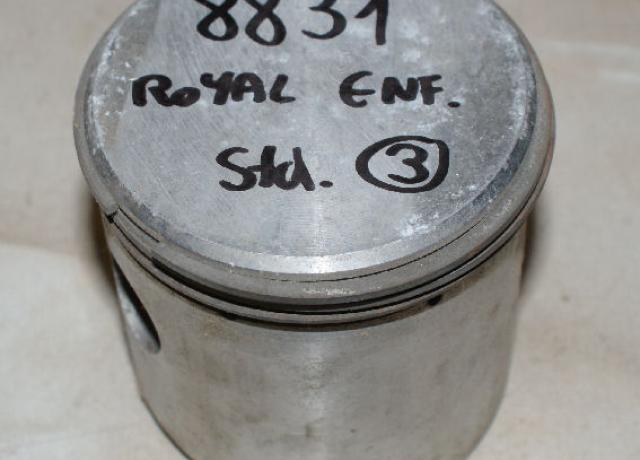 8831
ROYAL ENF.
Std. 3